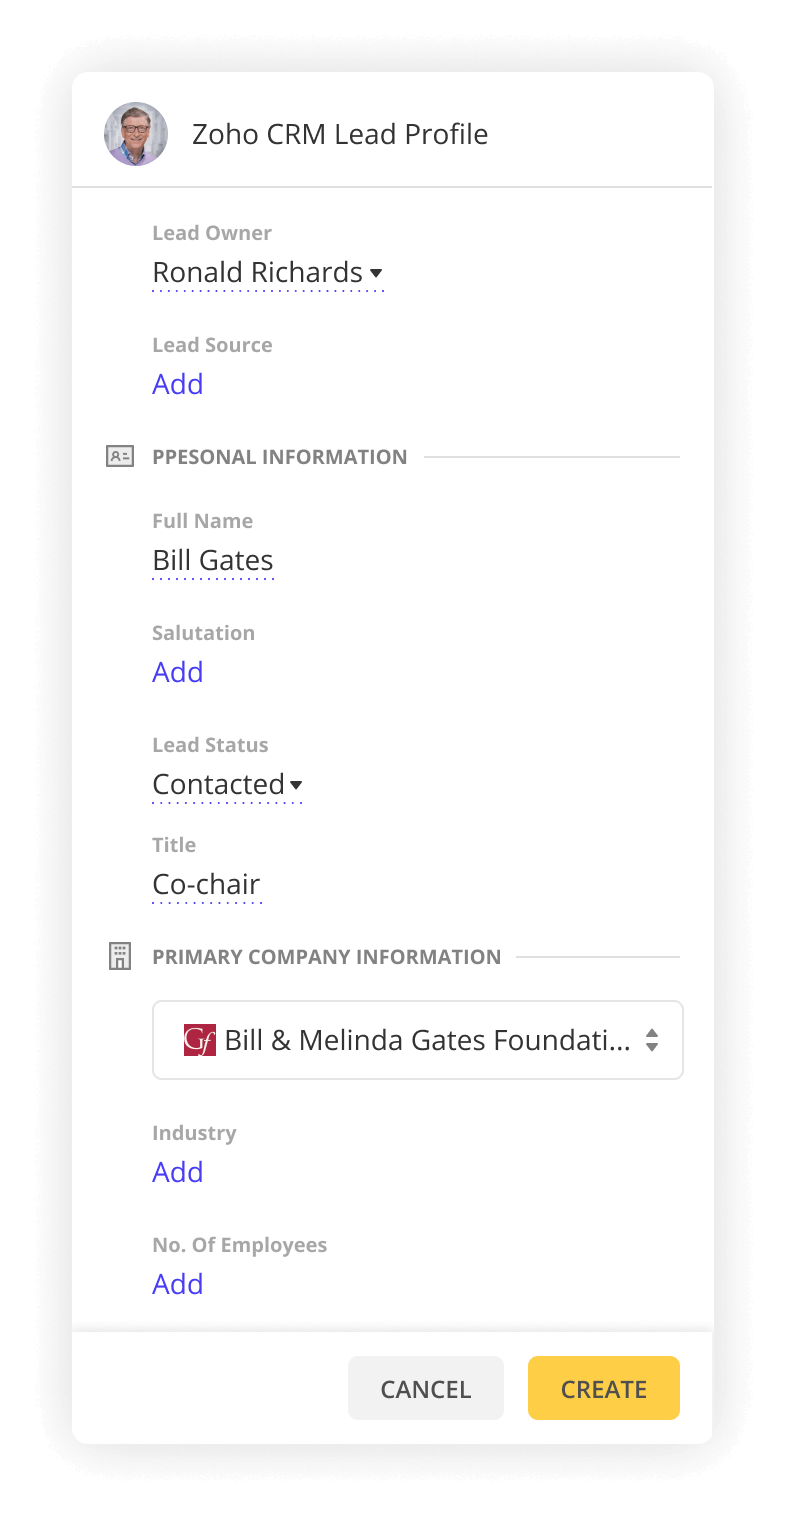 Zoho CRM Lead Profile
Lead Owner
Ronald Richards
Lead Source
Add
PPESONAL INFORMATION
Full Name
Bill Gates
Salutation
Add
Lead Status
Contacted
Title
Co-chair
PRIMARY COMPANY INFORMATION
Gf Bill & Melinda Gates Foundati...
Industry
Add
No. Of Employees
Add
CANCEL CREATE